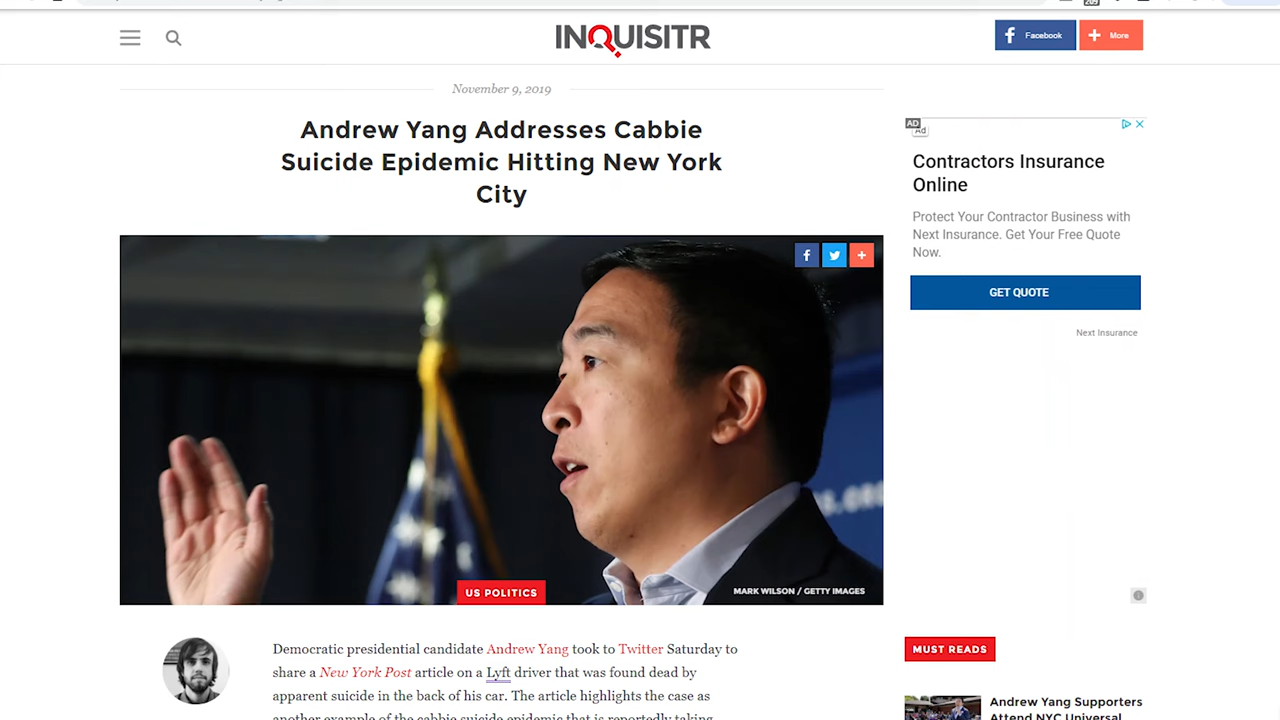 INQUISITR
Facebook
More
November 9, 2019
Andrew Yang Addresses Cabbie
Suicide Epidemic Hitting New York
City
AD
Ad
Contractors Insurance
Online
Protect Your Contractor Business with
Next Insurance. Get Your Free Quote
Now.
GET QUOTE
Next Insurance
S.ORG
US POLITICS
MARK WILSON / GETTY IMAGES
Democratic presidential candidate Andrew Yang took to Twitter Saturday to
share a New York Post article on a Lyft driver that was found dead by
apparent suicide in the back of his car. The article highlights the case as
another example of the cabbie suicide epidemic that is reportedly taking
MUST READS
Andrew Yang Supporters
Attend NYC Universal